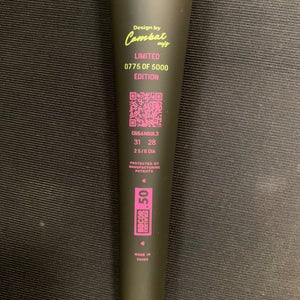 Design by
Combat
LIMITED
0775 OF 5000
EDITION
31 28
2 5/8 DIA
PROTECTED BY
MANUFACTURING
PATENTS
BBCOR
.50
MADE IN